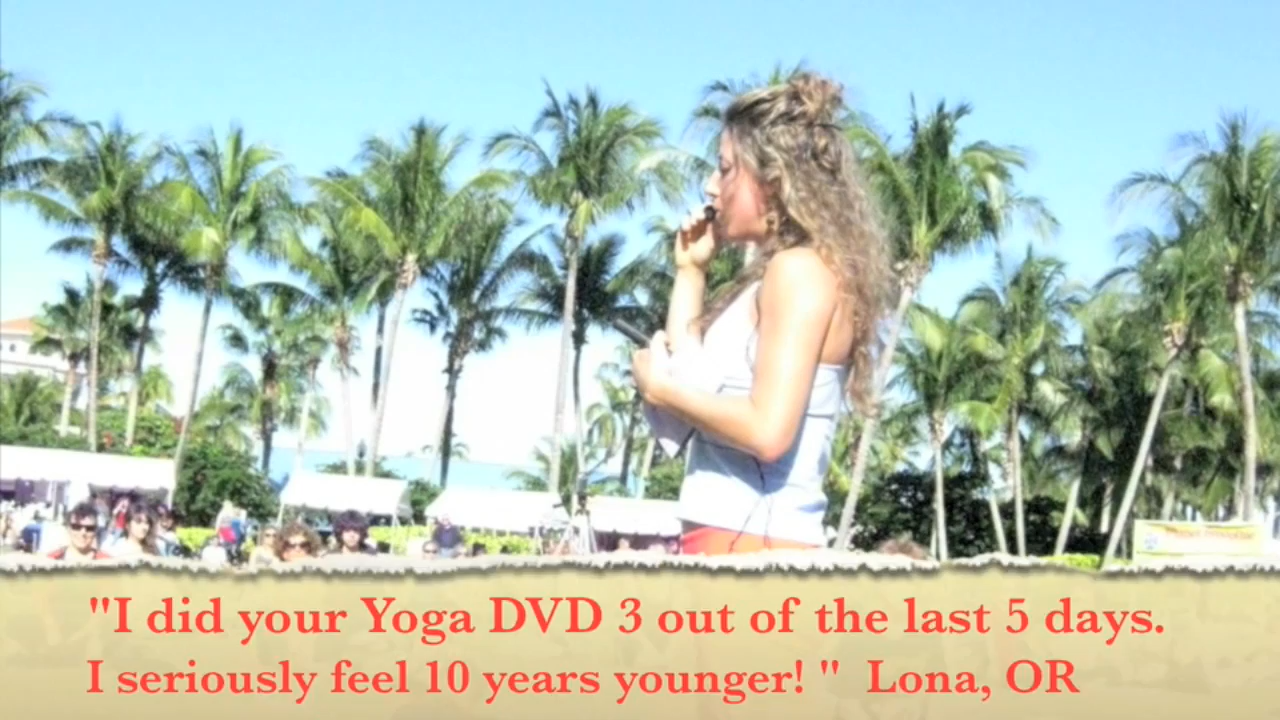 "I did your Yoga DVD 3 out of the last 5 days.
I seriously feel 10 years younger! " Lona, OR